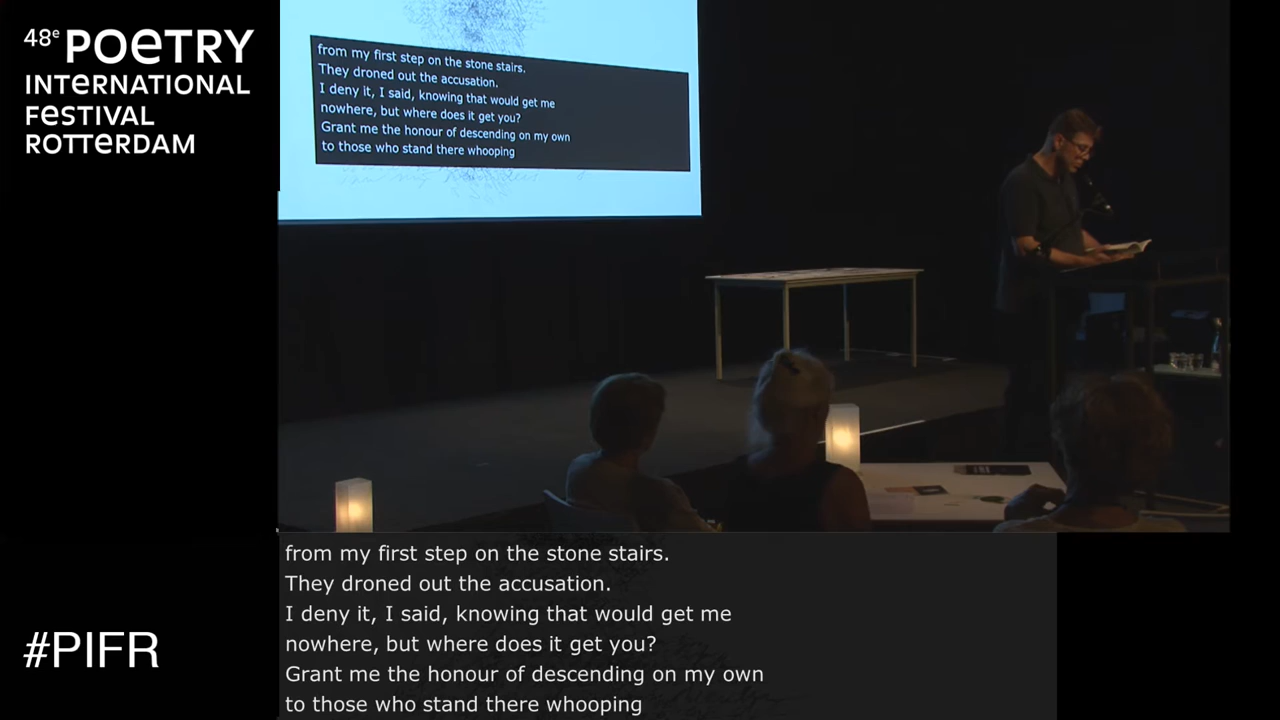 48e POETRY
INTERNATIONAL
FESTIVAL
ROTTERDAM
from my first step on the stone stairs.
They droned out the accusation.
I deny it, I said, knowing that would get me
nowhere, but where does it get you?
Grant me the honour of descending on my own
to those who stand there whooping
from my first step on the stone stairs.
They droned out the accusation.
I deny it, I said, knowing that would get me
nowhere, but where does it get you?
Grant me the honour of descending on my own
to those who stand there whooping
#PIFR